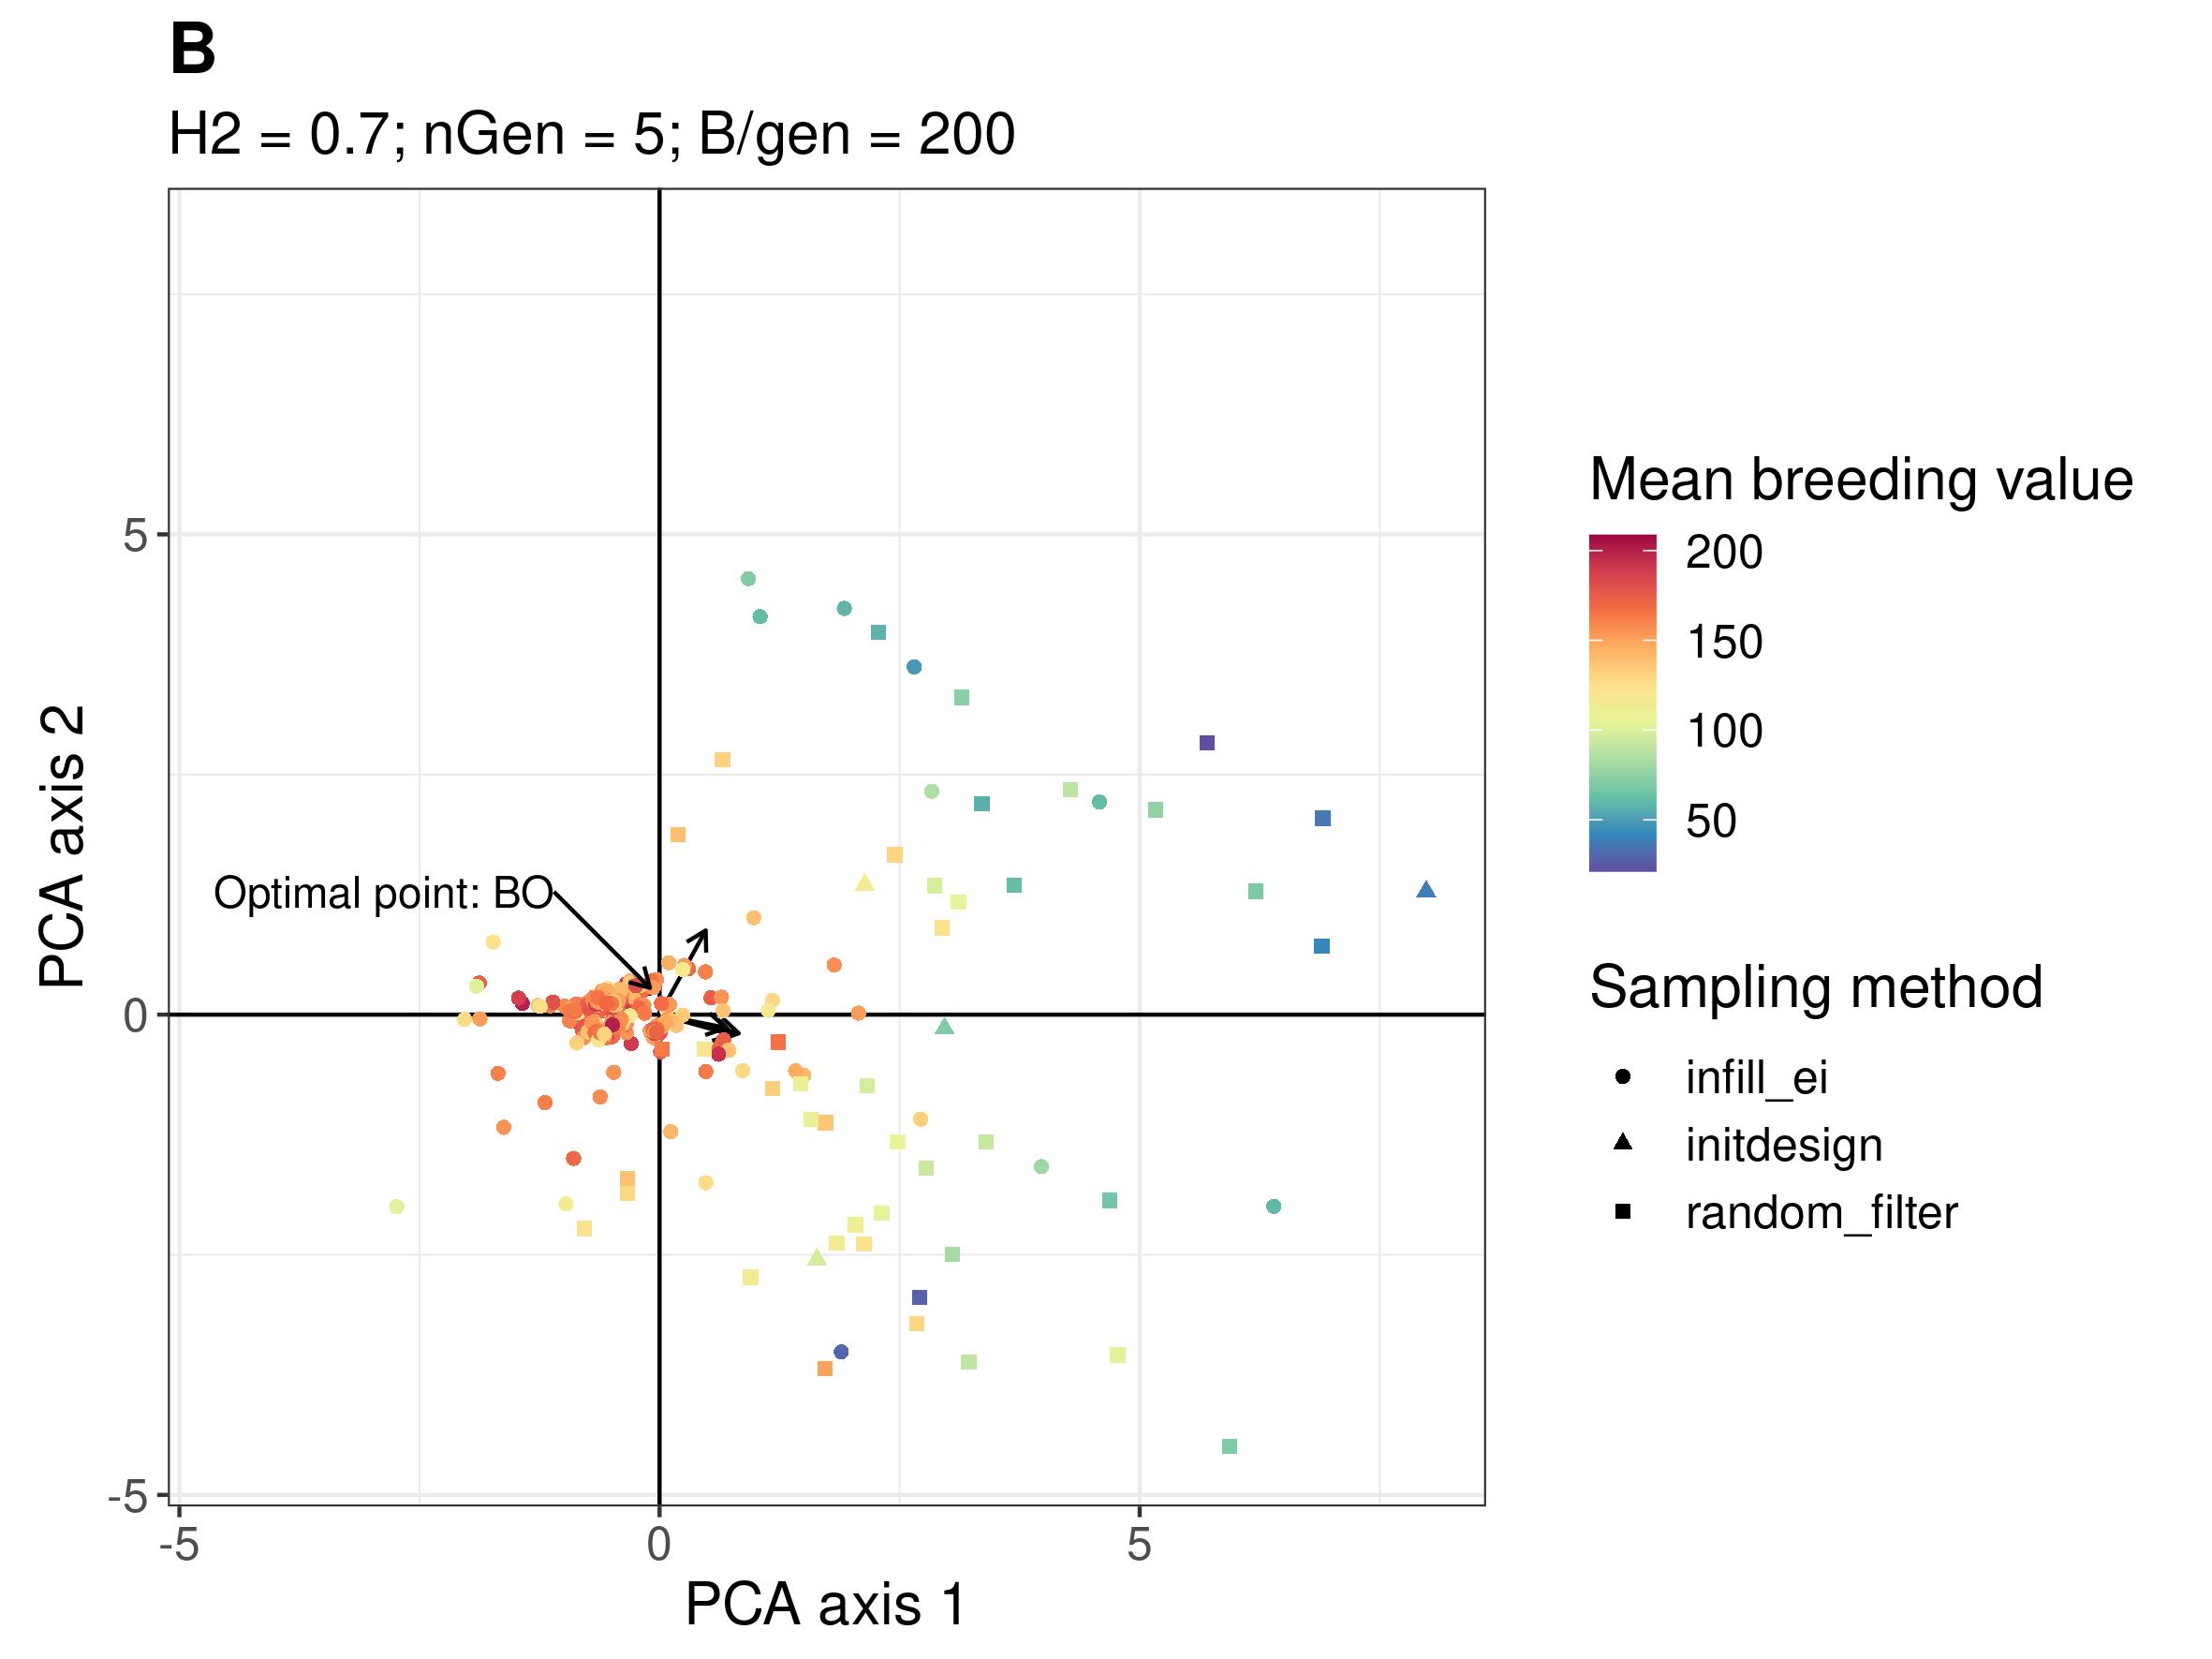 B
H2 = 0.7; nGen = 5; B/gen = 200
PCA axis 2
5
0
-5
Optimal point: BO
-5
0
5
PCA axis 1
Mean breeding value
200
150
100
50
Sampling method
infill_ei
initdesign
random_filter